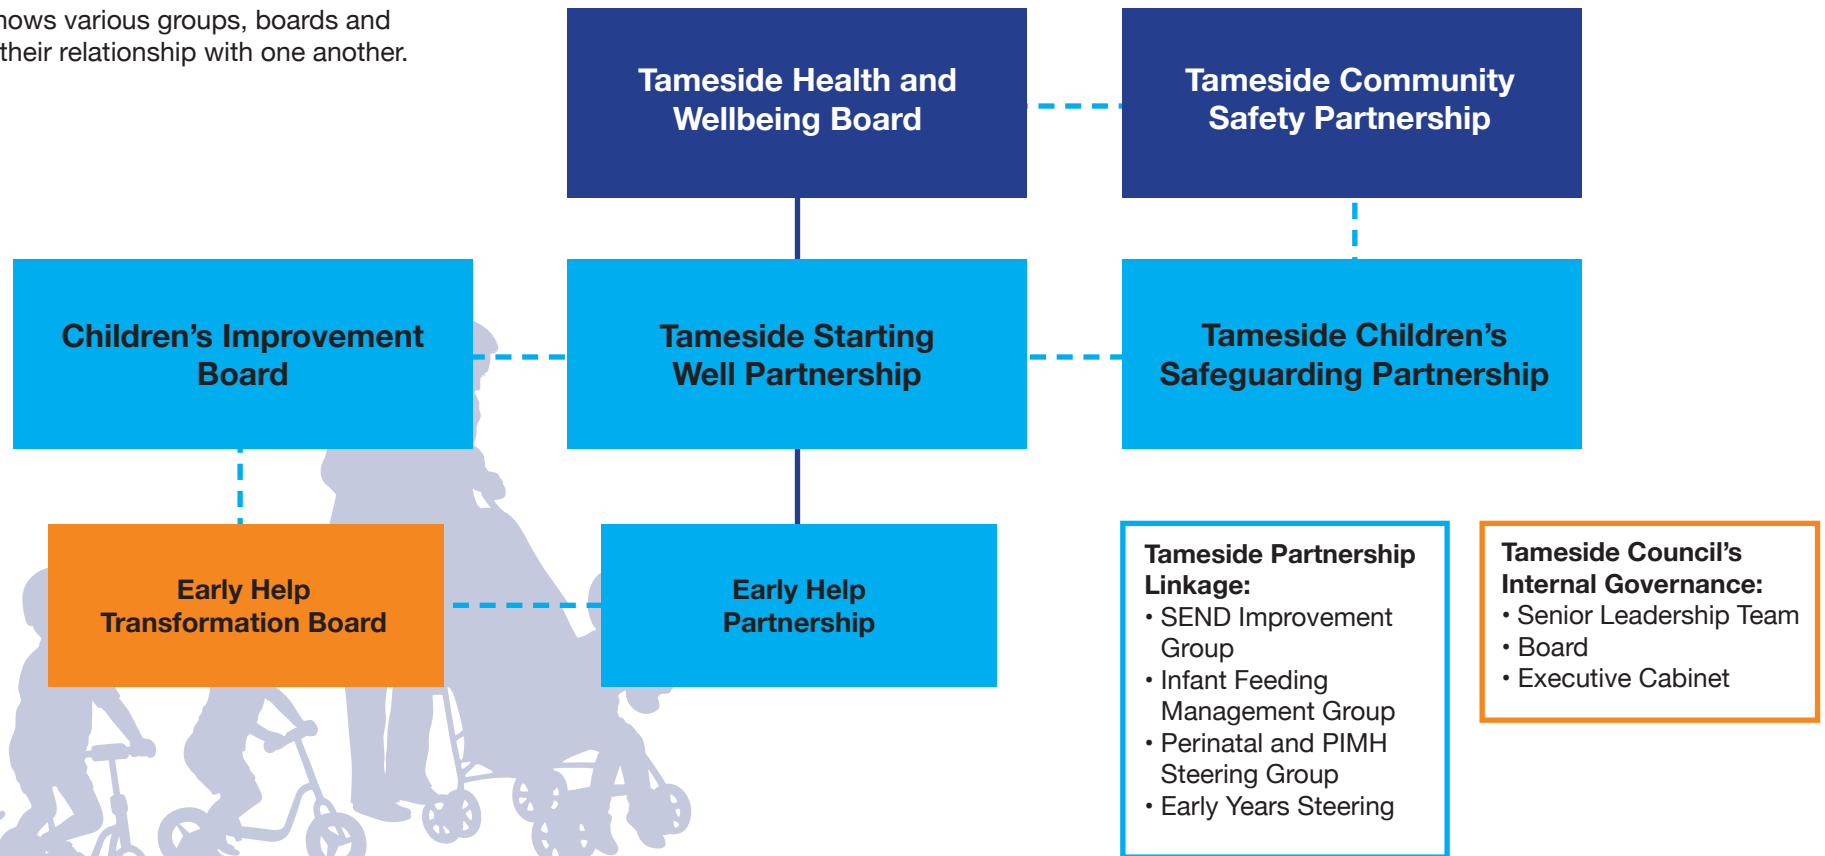 hows various groups, boards and
their relationship with one another.
Tameside Health and
Wellbeing Board
Tameside Community
Safety Partnership
Children’s Improvement
Board
Tameside Starting
Well Partnership
Tameside Children’s
Safeguarding Partnership
Early Help
Transformation Board
Early Help
Partnership
Tameside Partnership
Linkage:
• SEND Improvement
Group
• Infant Feeding
Management Group
• Perinatal and PIMH
Steering Group
• Early Years Steering
Tameside Council’s
Internal Governance:
• Senior Leadership Team
• Board
• Executive Cabinet